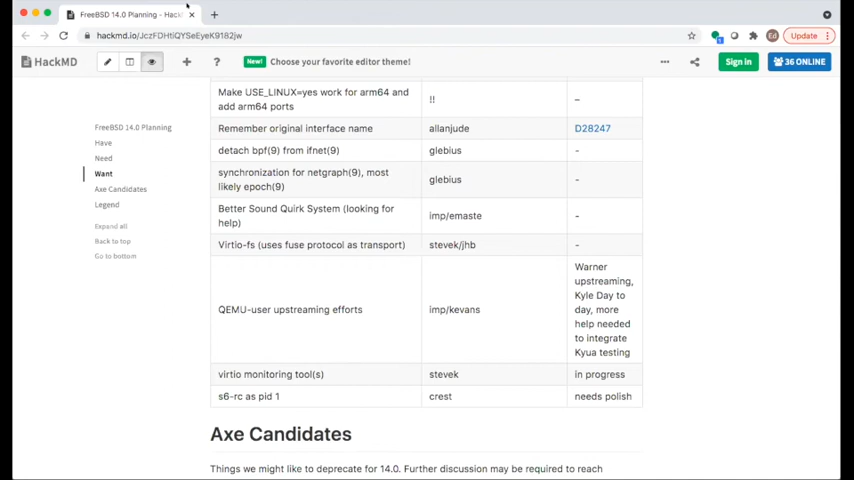 FreeBSD 14.0 Planning - Hack
hackmd.io/JczFDHtiQYSeEyeK9182jw
Ed
Update
HackMD
New! Choose your favorite editor theme!
Sign in
36 ONLINE
FreeBSD 14.0 Planning
Have
Need
Want
Axe Candidates
Legend
Expand all
Back to top
Go to bottom
Make USE_LINUX=yes work for arm64 and
add arm64 ports
!!
–
Remember original interface name
allanjude
D28247
detach bpf(9) from ifnet(9)
glebius
-
synchronization for netgraph(9), most
likely epoch(9)
glebius
-
Better Sound Quirk System (looking for
help)
imp/emaste
-
Virtio-fs (uses fuse protocol as transport)
stevek/jhb
-
QEMU-user upstreaming efforts
imp/kevans
Warner
upstreaming,
Kyle Day to
day, more
help needed
to integrate
Kyua testing
virtio monitoring tool(s)
stevek
in progress
s6-rc as pid 1
crest
needs polish
Axe Candidates
Things we might like to deprecate for 14.0. Further discussion may be required to reach